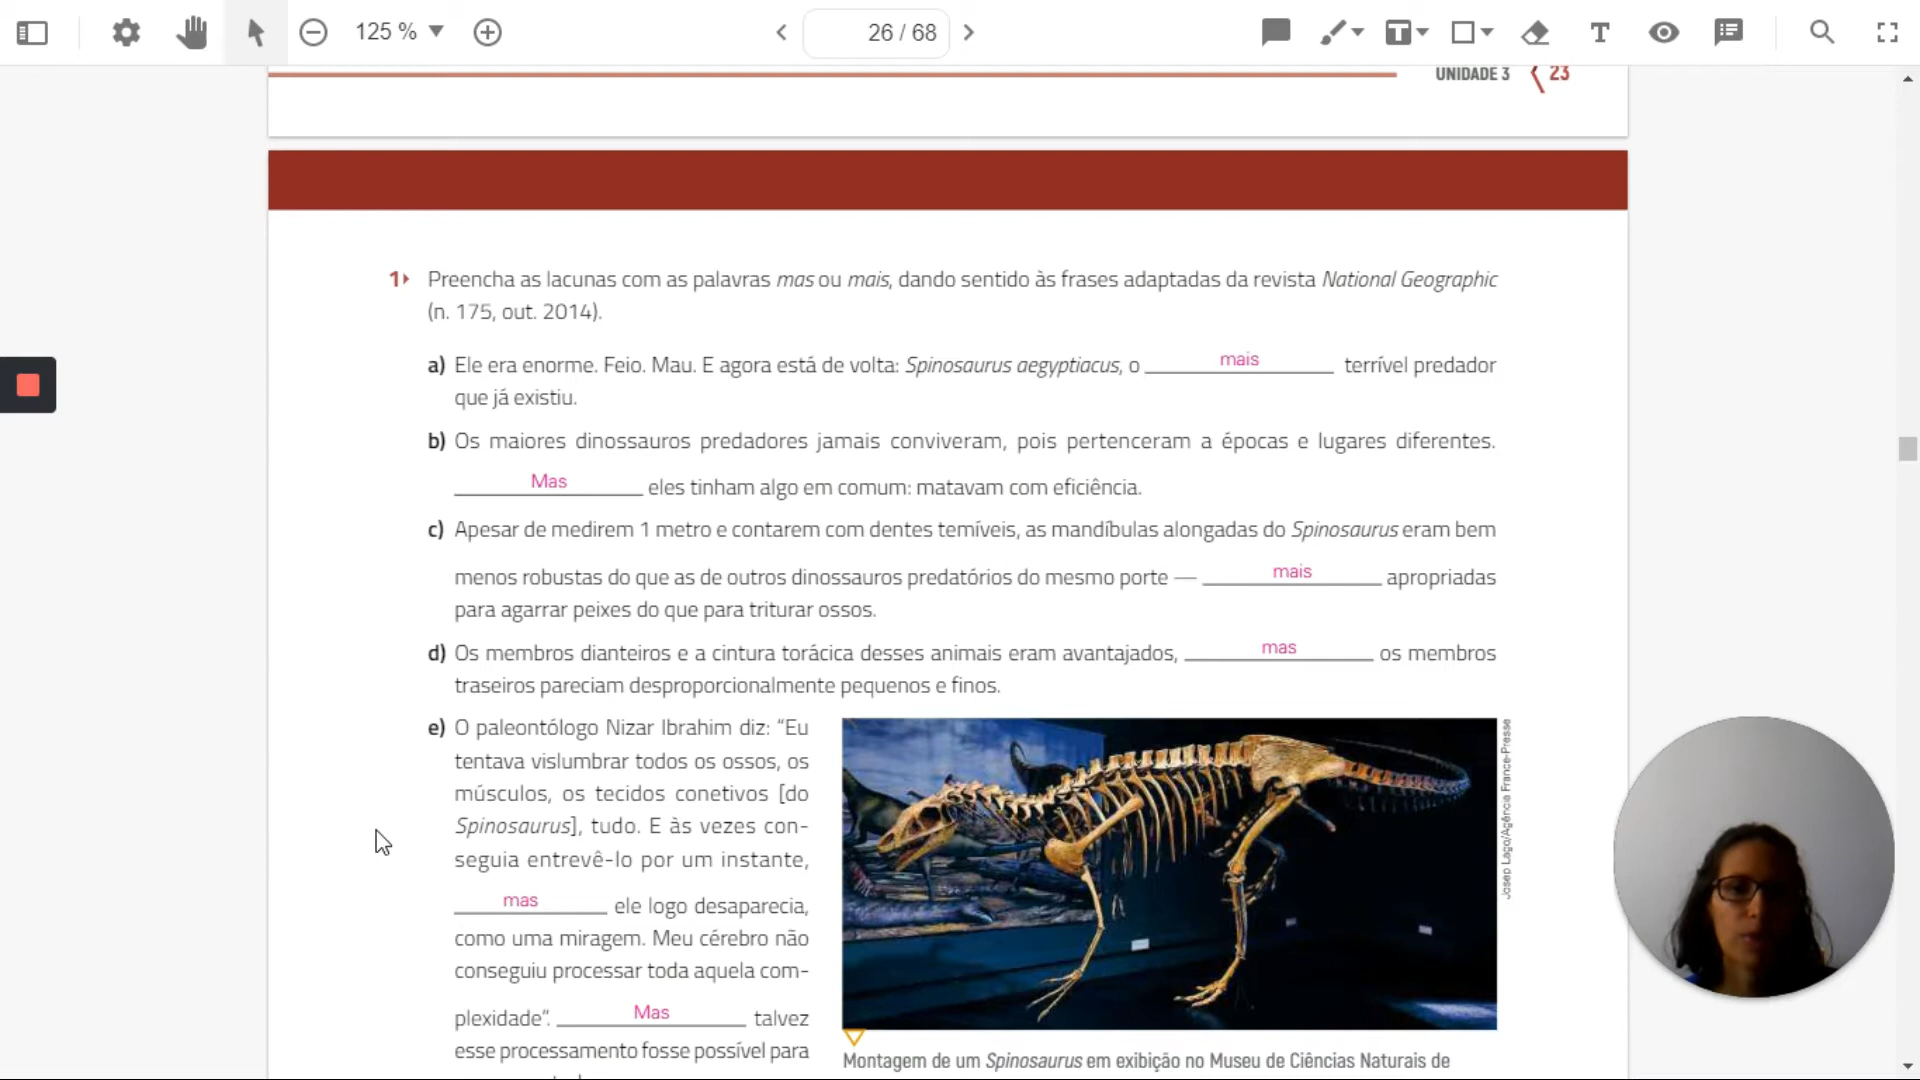 125 %
26 / 68
UNIDADE 3 23
1 Preencha as lacunas com as palavras mas ou mais, dando sentido às frases adaptadas da revista National Geographic
(n. 175, out. 2014).
a) Ele era enorme. Feio. Mau. E agora está de volta: Spinosaurus aegyptiacus, o mais terrível predador
que já existiu.
b) Os maiores dinossauros predadores jamais conviveram, pois pertenceram a épocas e lugares diferentes.
Mas eles tinham algo em comum: matavam com eficiência.
c) Apesar de medirem 1 metro e contarem com dentes temíveis, as mandíbulas alongadas do Spinosaurus eram bem
menos robustas do que as de outros dinossauros predatórios do mesmo porte — mais apropriadas
para agarrar peixes do que para triturar ossos.
d) Os membros dianteiros e a cintura torácica desses animais eram avantajados, mas os membros
traseiros pareciam desproporcionalmente pequenos e finos.
e) O paleontólogo Nizar Ibrahim diz: “Eu
tentava vislumbrar todos os ossos, os
músculos, os tecidos conetivos [do
Spinosaurus], tudo. E às vezes con-
seguia entrevê-lo por um instante,
mas ele logo desaparecia,
como uma miragem. Meu cérebro não
conseguiu processar toda aquela com-
plexidade”. Mas talvez
esse processamento fosse possível para
Josep Lago/Agência France-Presse
Montagem de um Spinosaurus em exibição no Museu de Ciências Naturais de